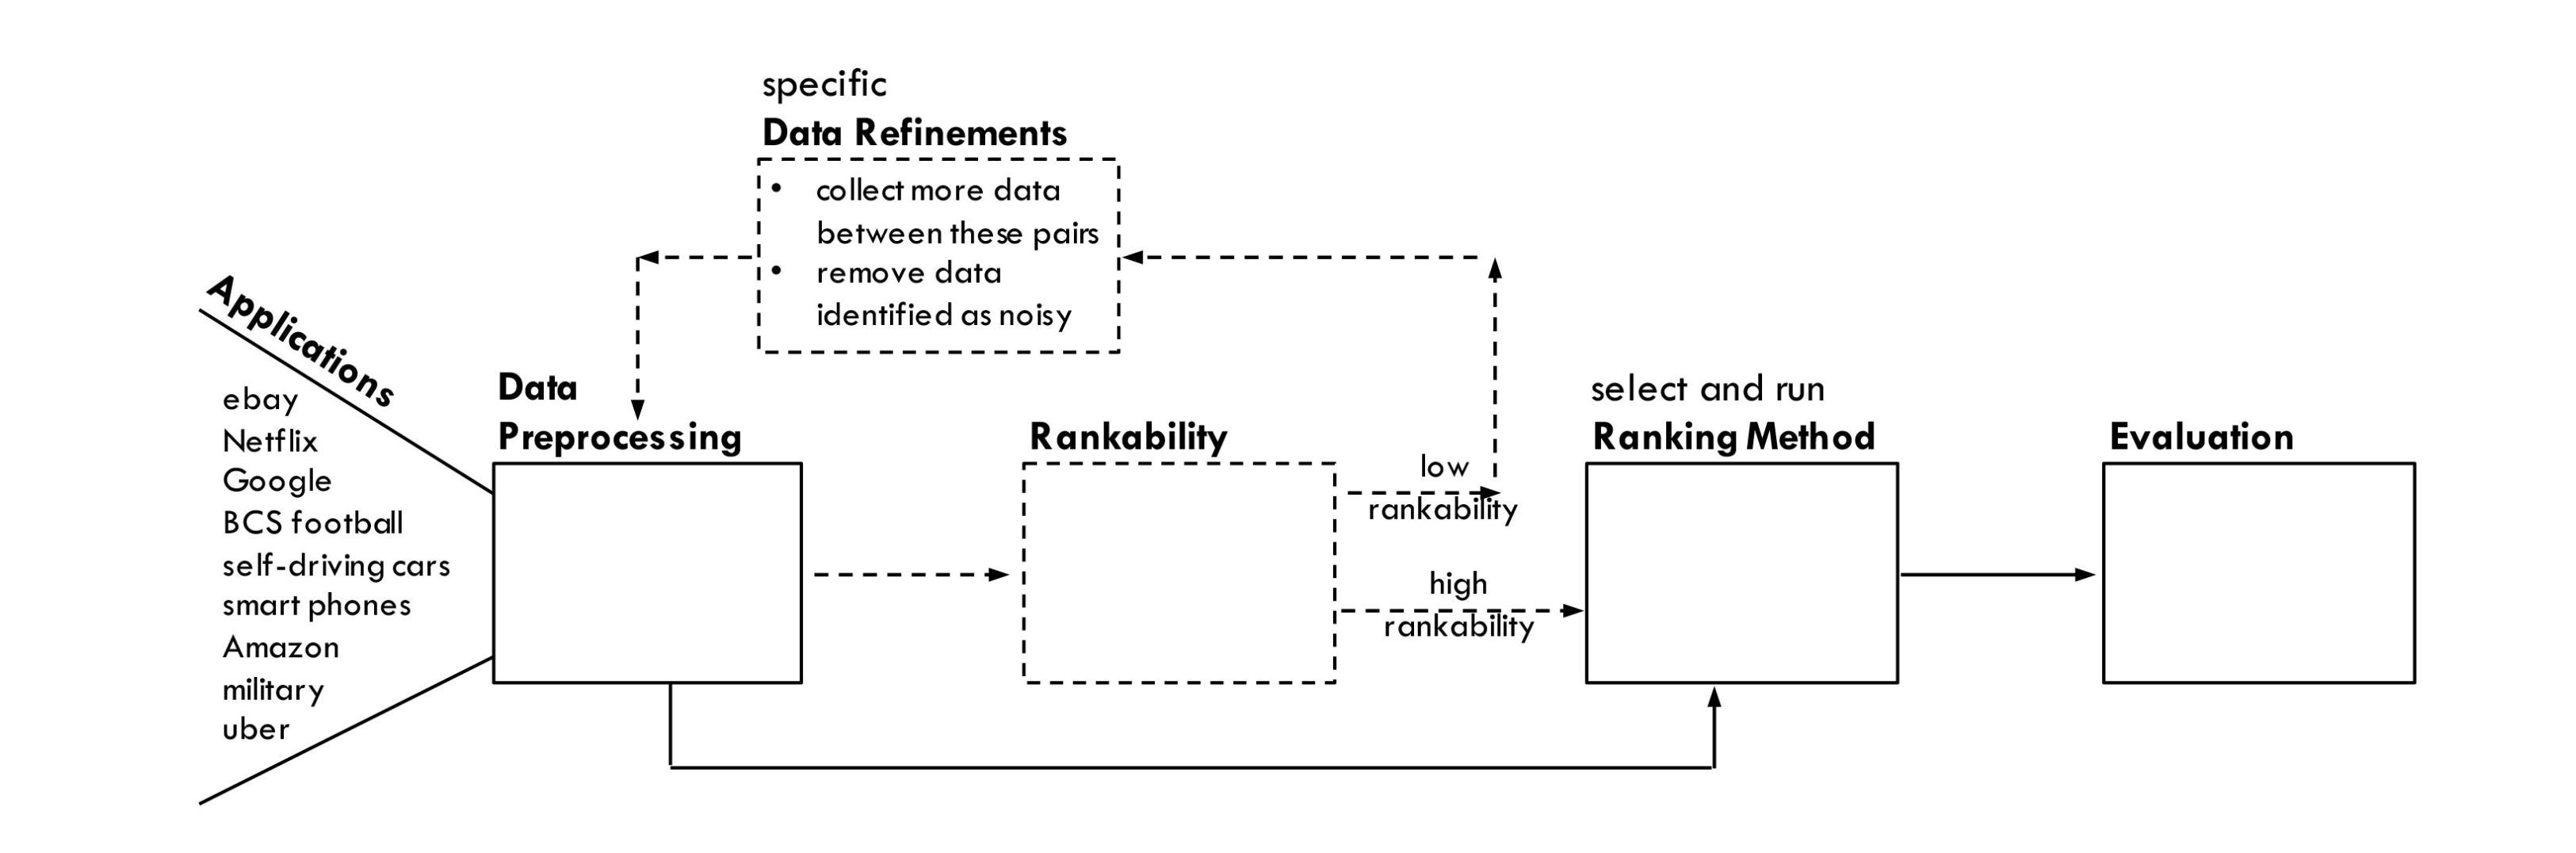 specific
Data Refinements
• collect more data
between these pairs
• remove data
identified as noisy
Applications
ebay
Netflix
Google
BCS football
self-driving cars
smart phones
Amazon
military
uber
Data
Preprocessing
Rankability
low
rankability
high
rankability
select and run
Ranking Method
Evaluation